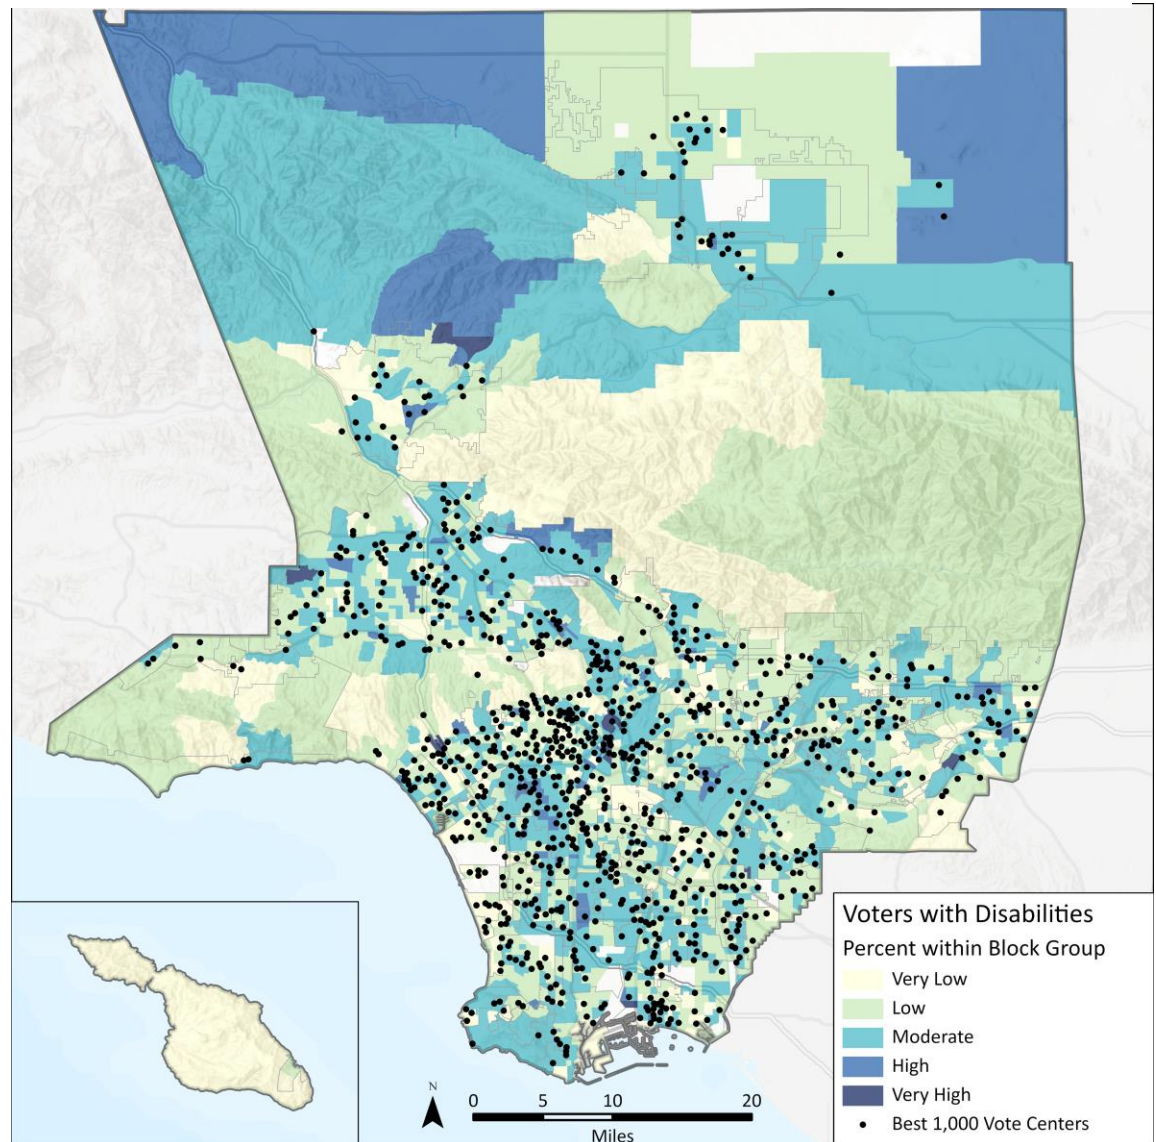 Voters with Disabilities
Percent within Block Group
Very Low
Low
Moderate
High
Very High
Best 1,000 Vote Centers
N
0 5 10 20
Miles